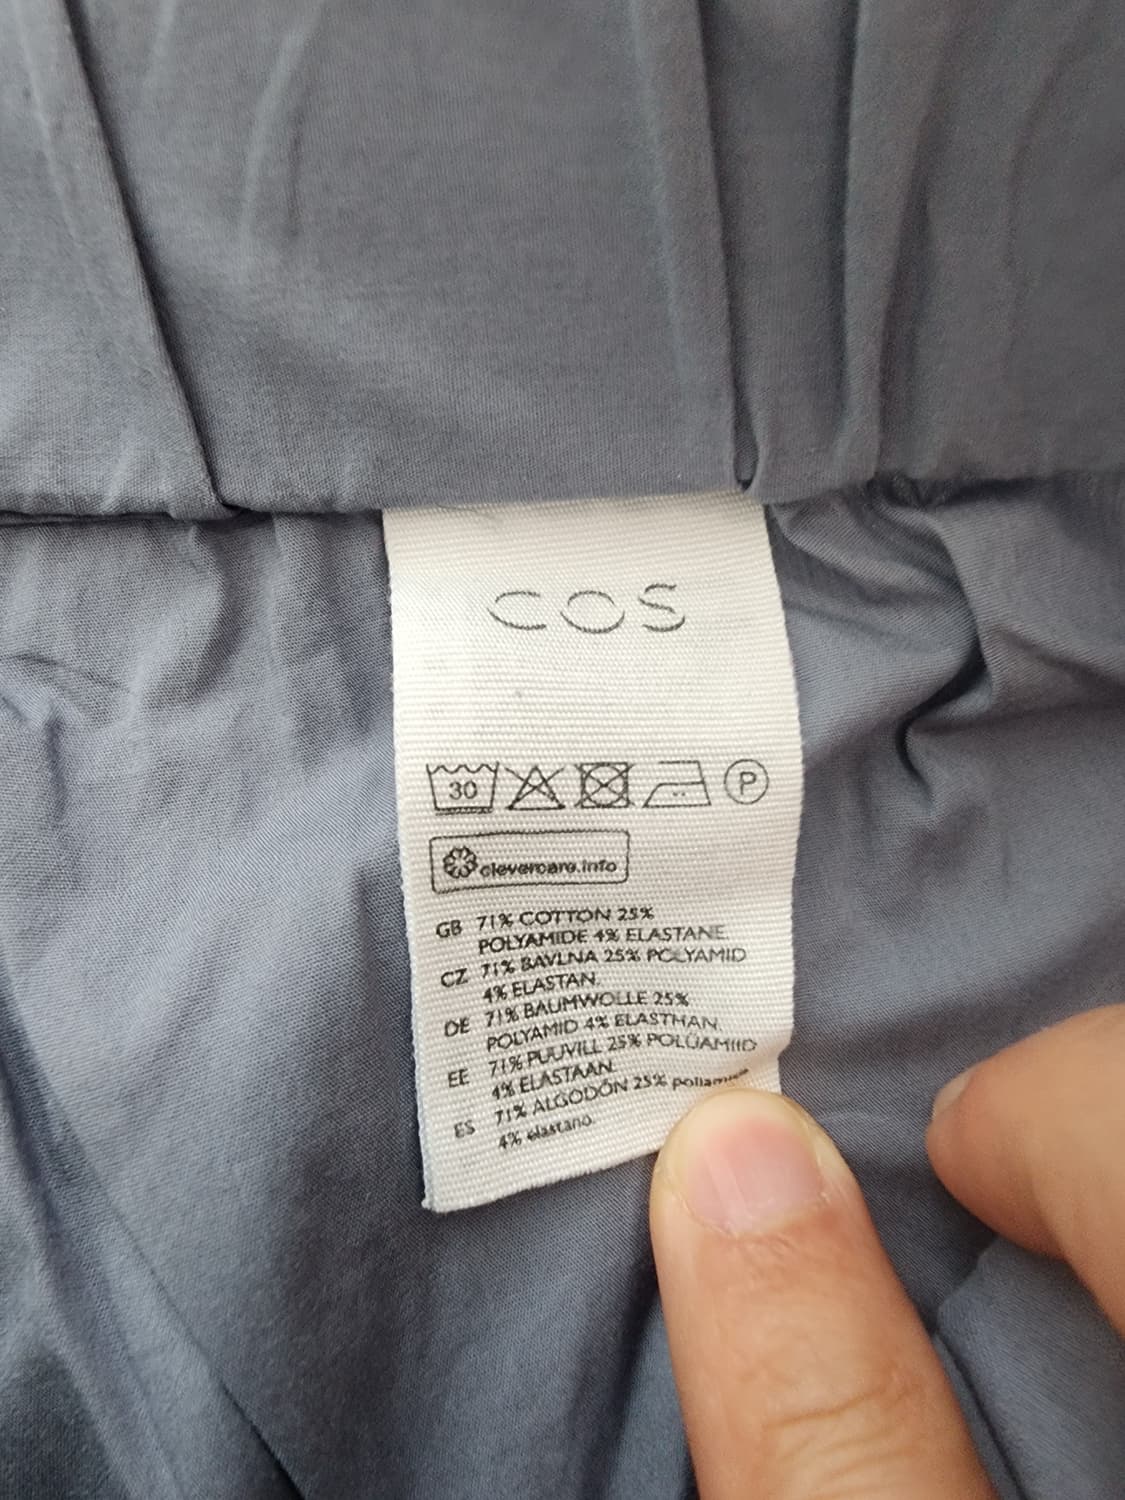 COS
30
P
clevercare.info
GB 71% COTTON 25%
POLYAMIDE 4% ELASTANE
CZ 71% BAVLNA 25% POLYAMID
4% ELASTAN.
DE 71% BAUMWOLLE 25%
POLYAMID 4% ELASTHAN.
EE 71% PUUVILL 25% POLÜAMIID
4% ELASTAAN.
ES 71% ALGODÓN 25% poliamida
4% elastano.